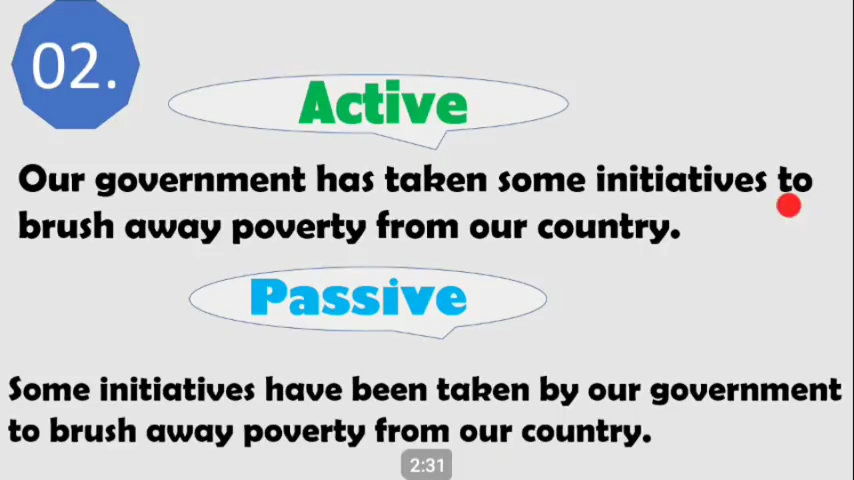 02.
Active
Our government has taken some initiatives to
brush away poverty from our country.
Passive
Some initiatives have been taken by our government
to brush away poverty from our country.
2:31